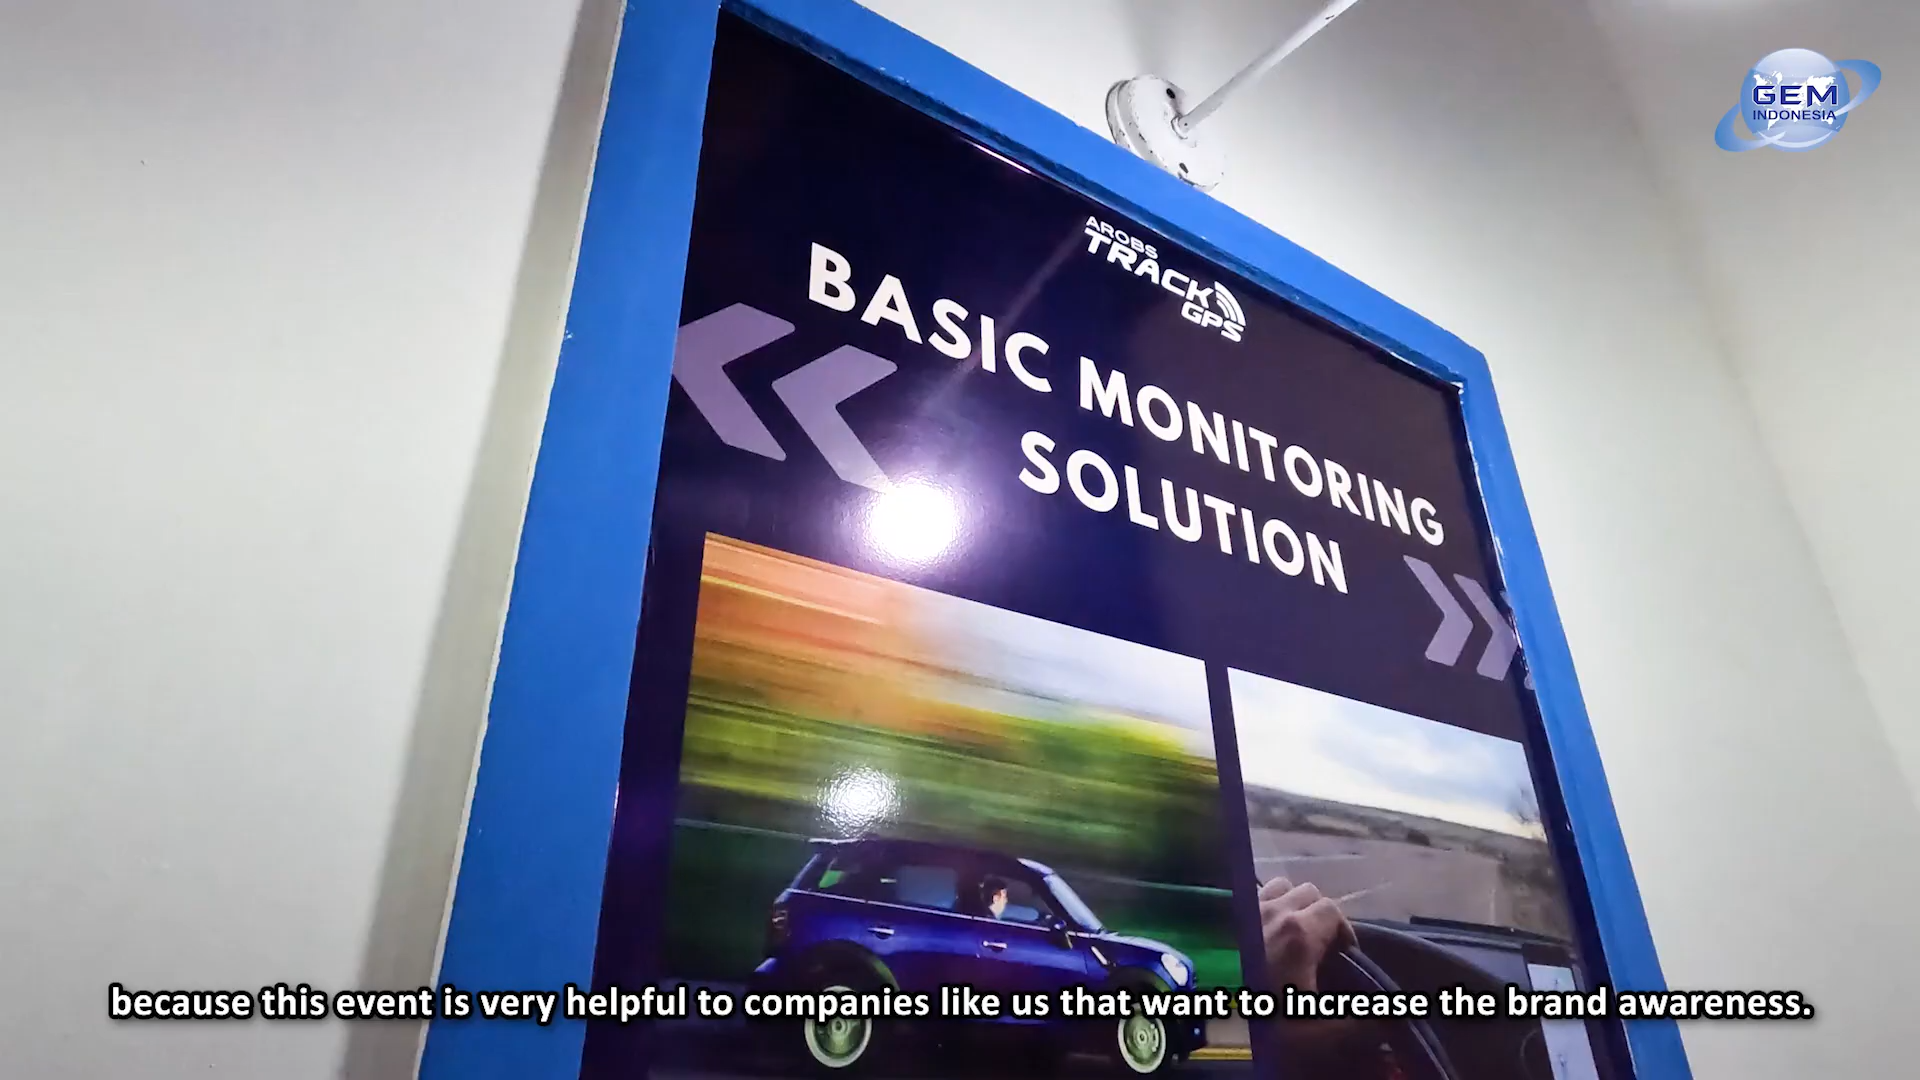 GEM
INDONESIA
AROBS
TRACK
GPS
BASIC MONITORING
SOLUTION
because this event is very helpful to companies like us that want to increase the brand awareness.